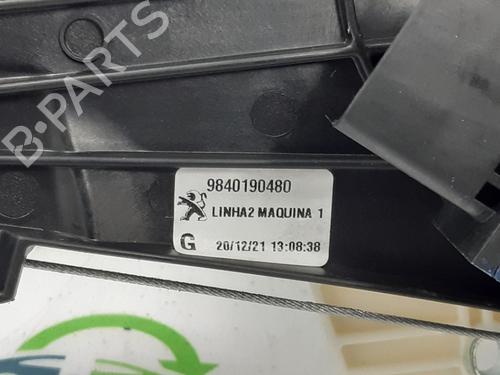 B-PARTS
9840190480
LINHA2 MAQUINA 1
G 20/12/21 13:08:38